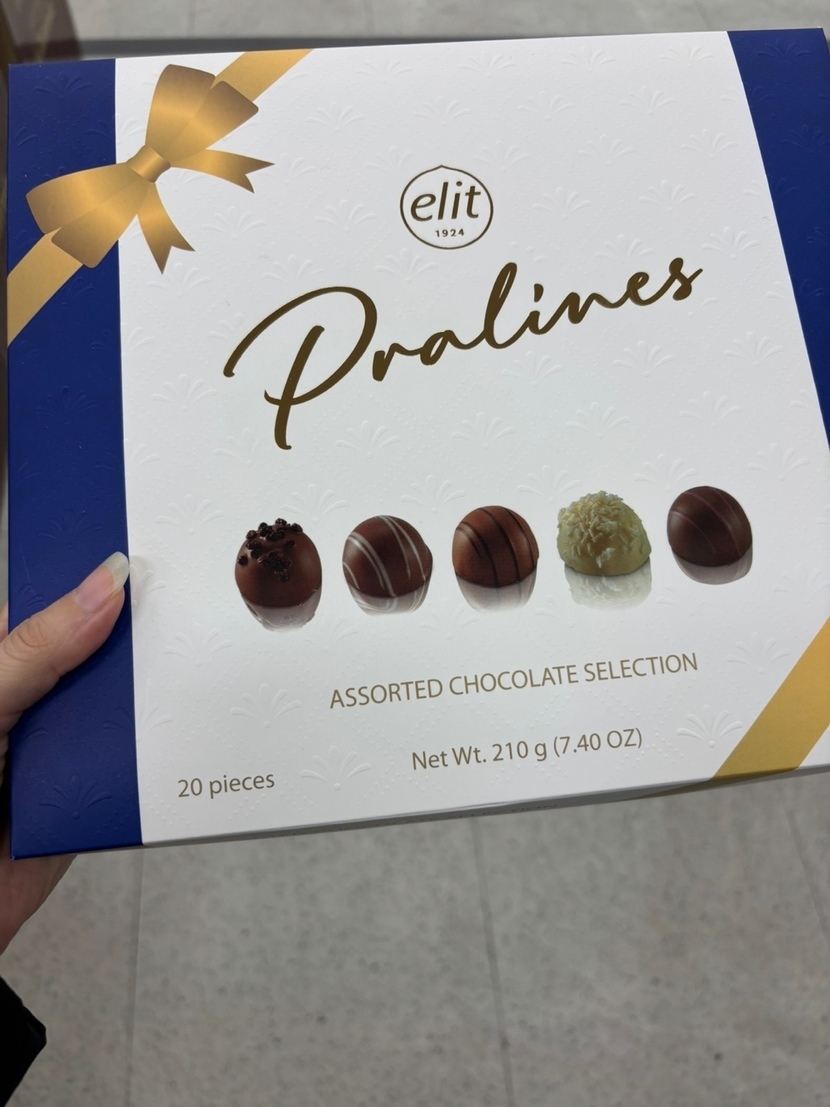 elit
1924
Pralines
ASSORTED CHOCOLATE SELECTION
Net Wt. 210 g (7.40 OZ)
20 pieces